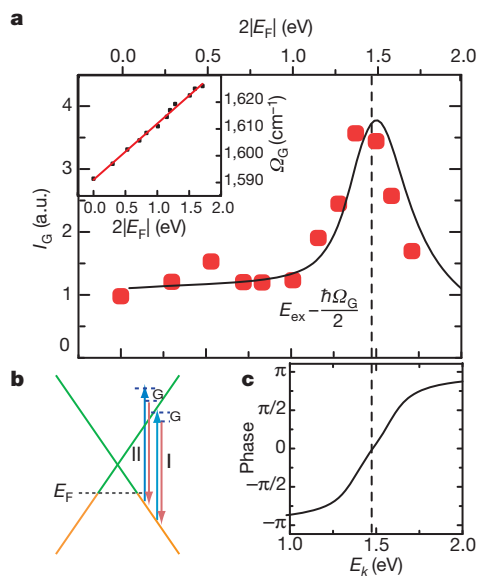 a
2|E_F| (eV)
0.0 0.5 1.0 1.5 2.0
I_G (a.u.)
4
3
2
1
0
1,620
1,610
1,600
1,590
Ω_G (cm⁻¹)
0.0 0.5 1.0 1.5
2|E_F| (eV)
E_ex − ħΩ_G/2
b
G
G
II
I
E_F
c
Phase
π
π/2
0
−π/2
−π
1.0 1.5 2.0
E_k (eV)